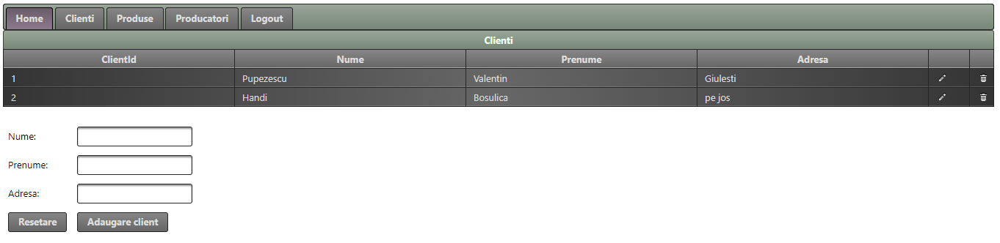 Home Clienti Produse Producatori Logout
Clienti
ClientId Nume Prenume Adresa
1 Pupezescu Valentin Giulesti
2 Handi Bosulica pe jos
Nume:
Prenume:
Adresa:
Resetare Adaugare client